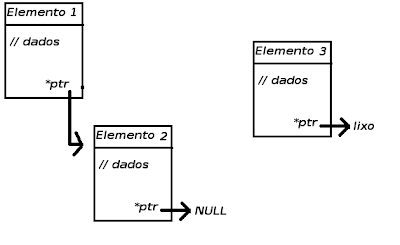 Elemento 1
// dados
*ptr
Elemento 2
// dados
*ptr
NULL
Elemento 3
// dados
*ptr
lixo